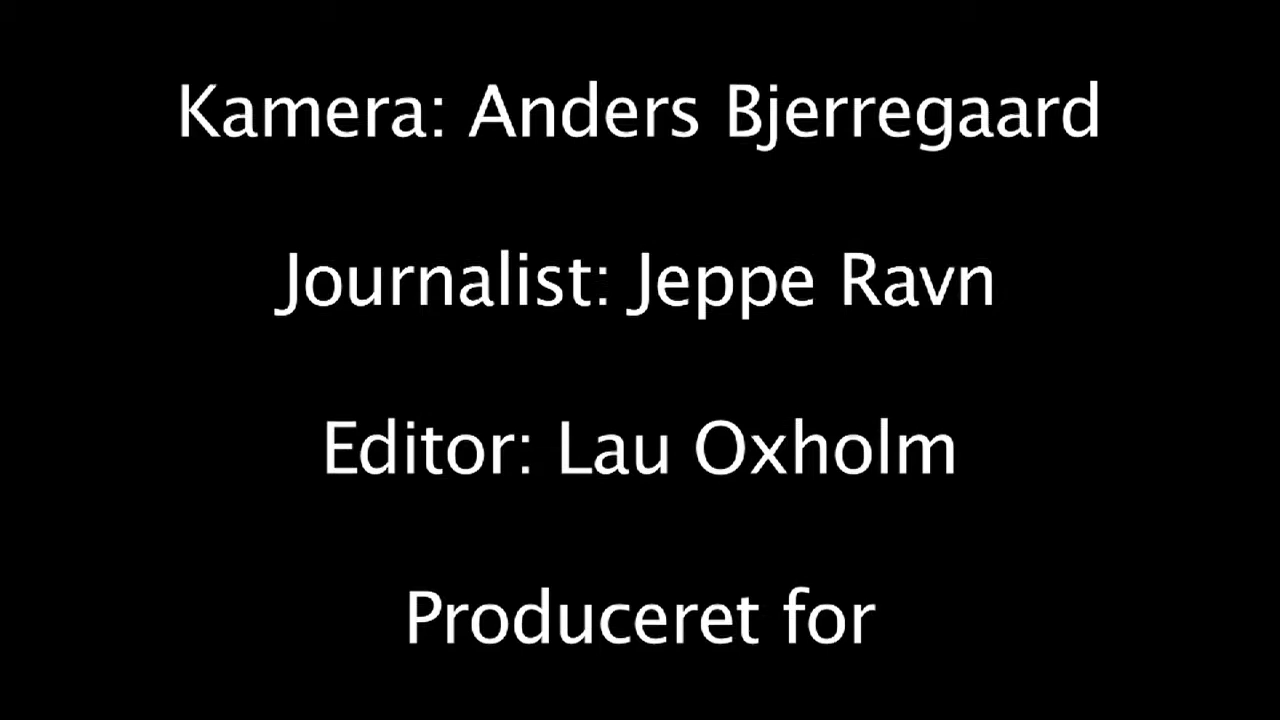 Kamera: Anders Bjerregaard
Journalist: Jeppe Ravn
Editor: Lau Oxholm
Produceret for